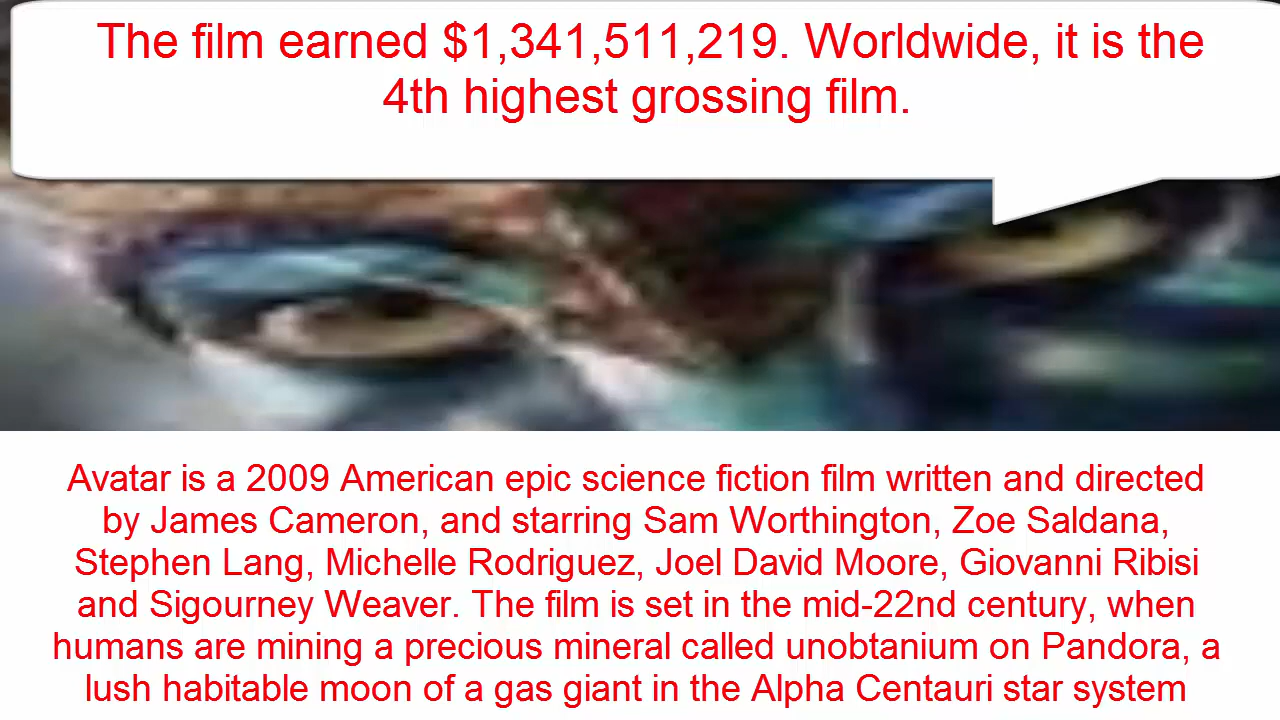 The film earned $1,341,511,219. Worldwide, it is the
4th highest grossing film.
Avatar is a 2009 American epic science fiction film written and directed
by James Cameron, and starring Sam Worthington, Zoe Saldana,
Stephen Lang, Michelle Rodriguez, Joel David Moore, Giovanni Ribisi
and Sigourney Weaver. The film is set in the mid-22nd century, when
humans are mining a precious mineral called unobtanium on Pandora, a
lush habitable moon of a gas giant in the Alpha Centauri star system